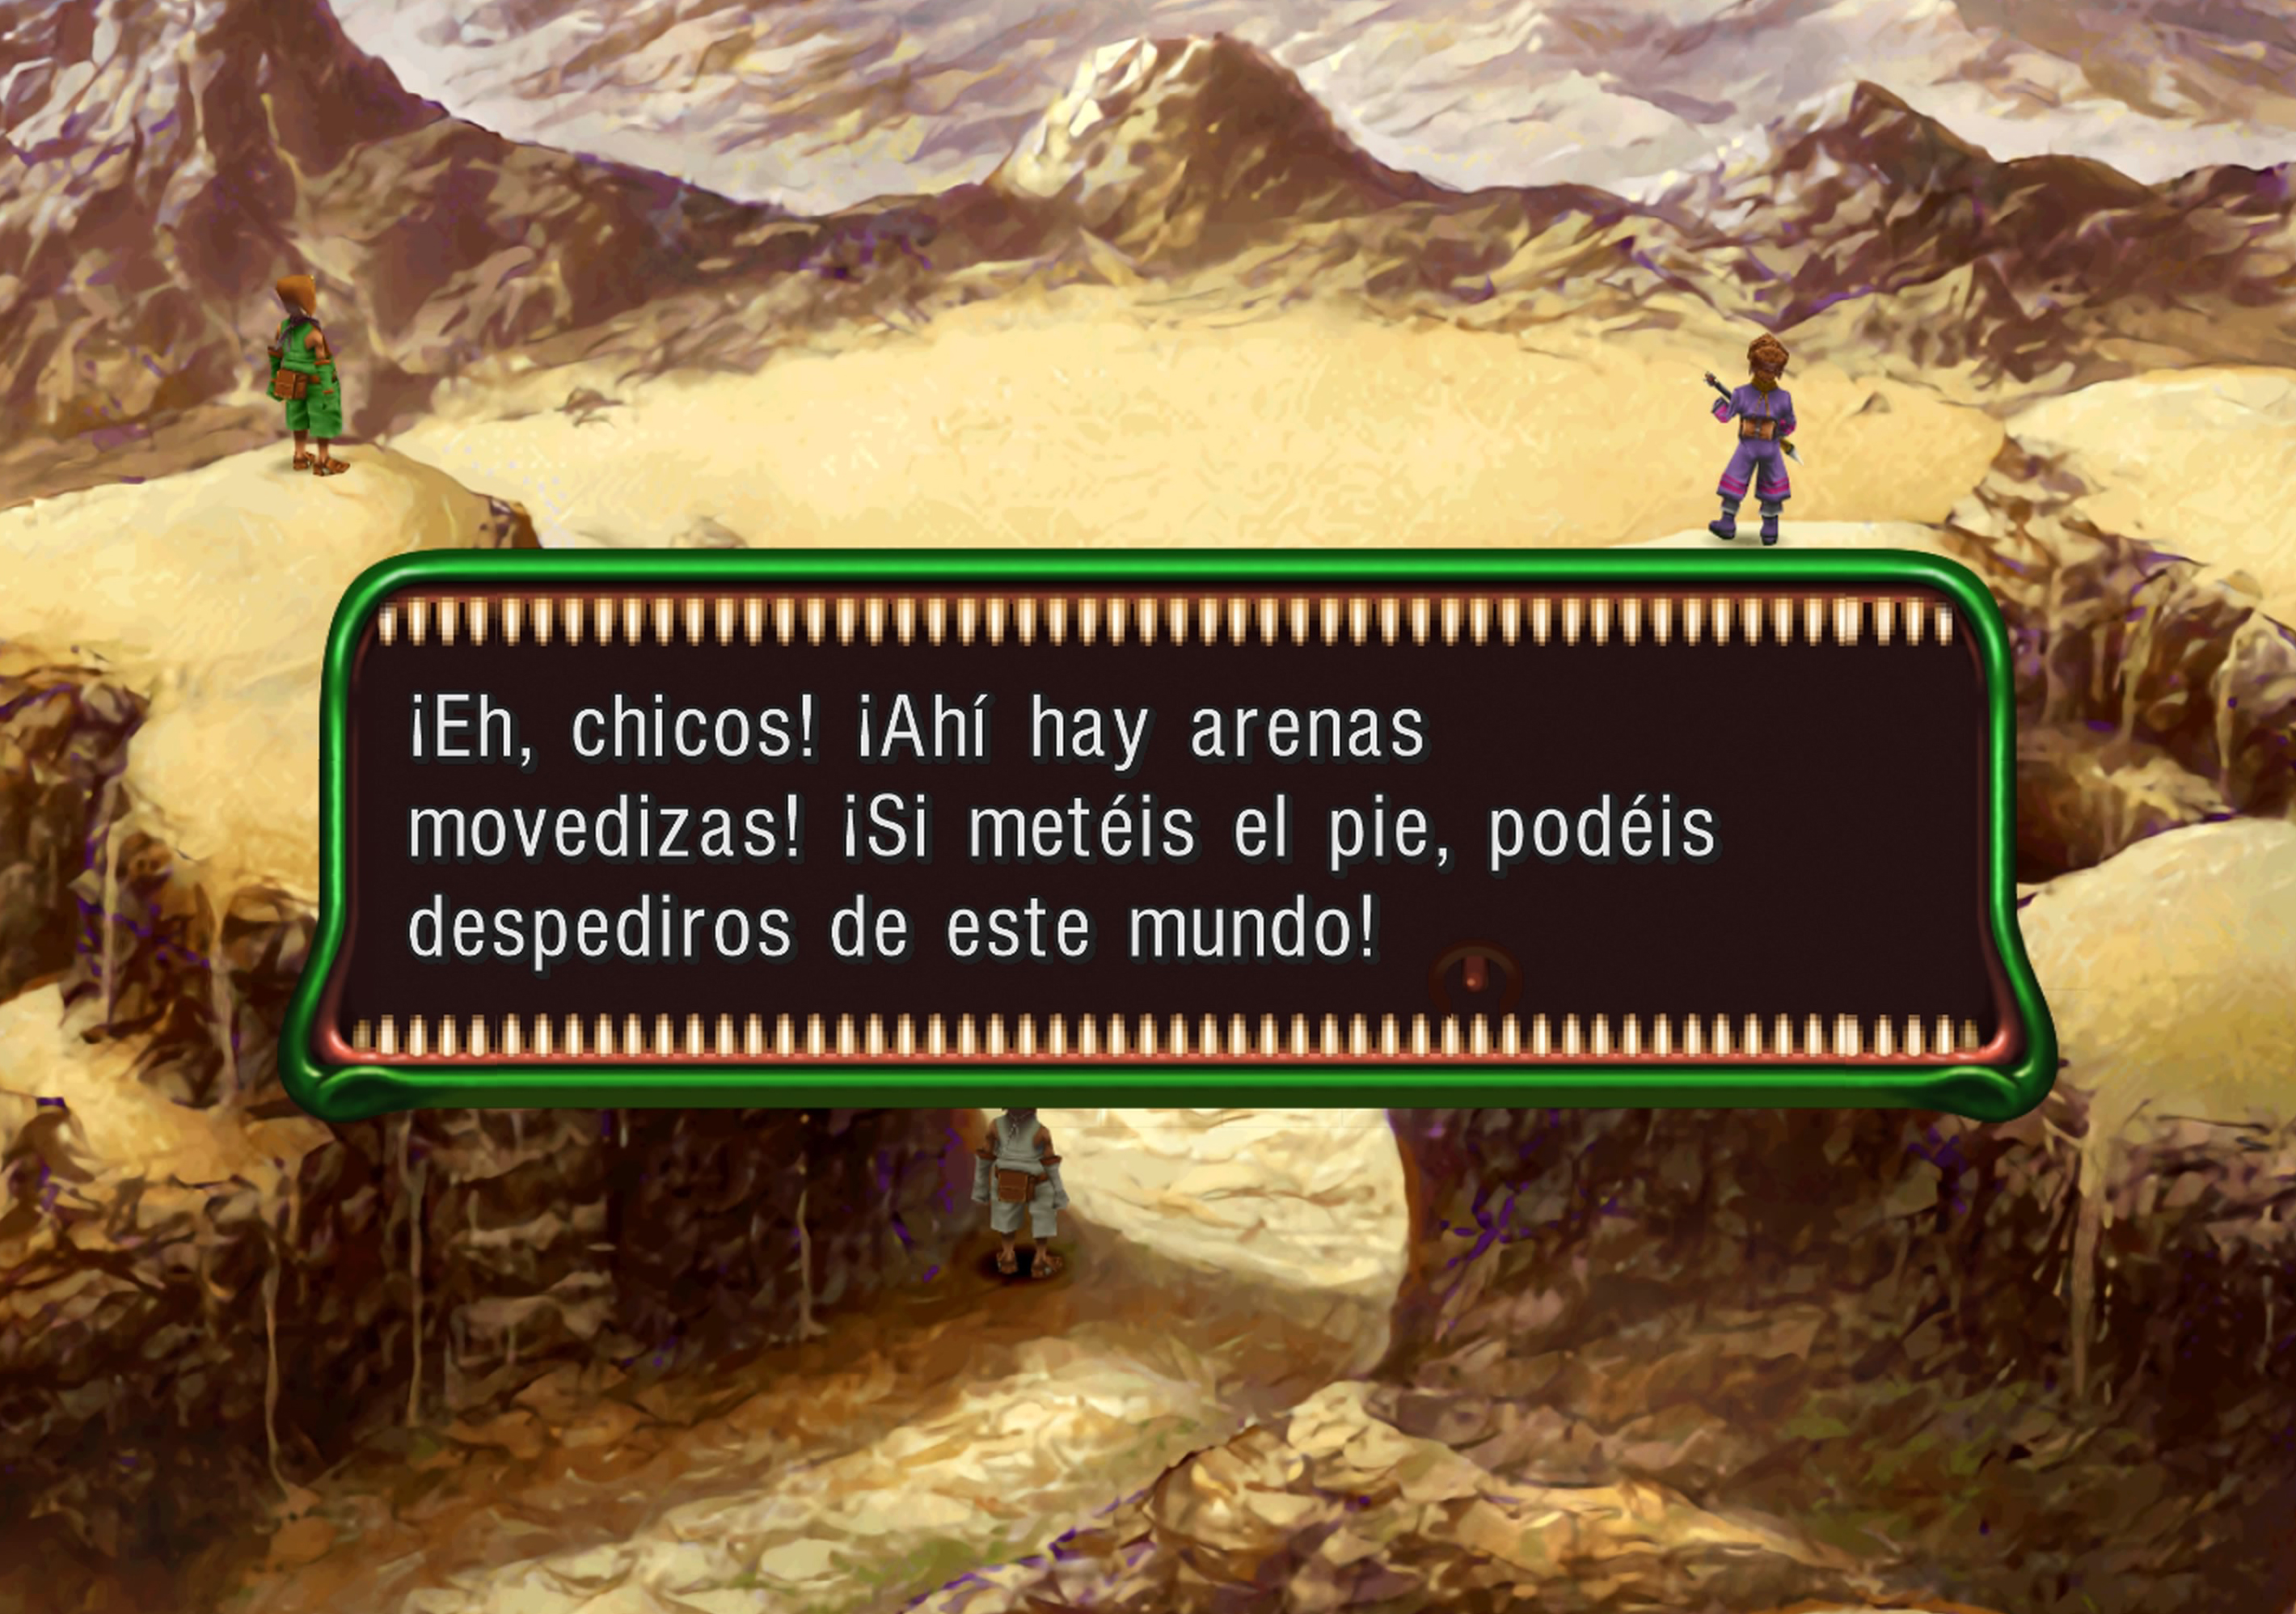 ¡Eh, chicos! ¡Ahí hay arenas
movedizas! ¡Si metéis el pie, podéis
despediros de este mundo!